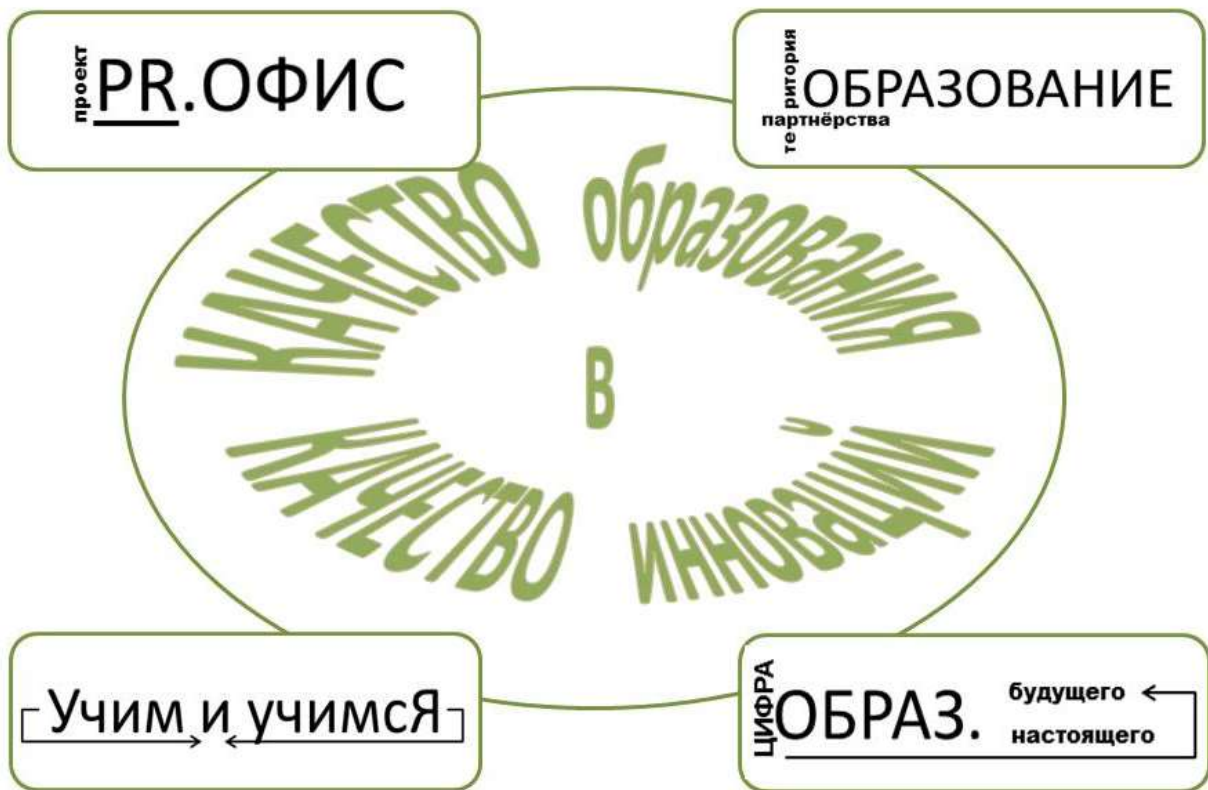 проект
PR.ОФИС
территория
ОБРАЗОВАНИЕ
партнёрства
КАЧЕСТВО образования
в
КАЧЕСТВО инноваций
Учим и учимсЯ
ЦИФРА
ОБРАЗ.
будущего
настоящего